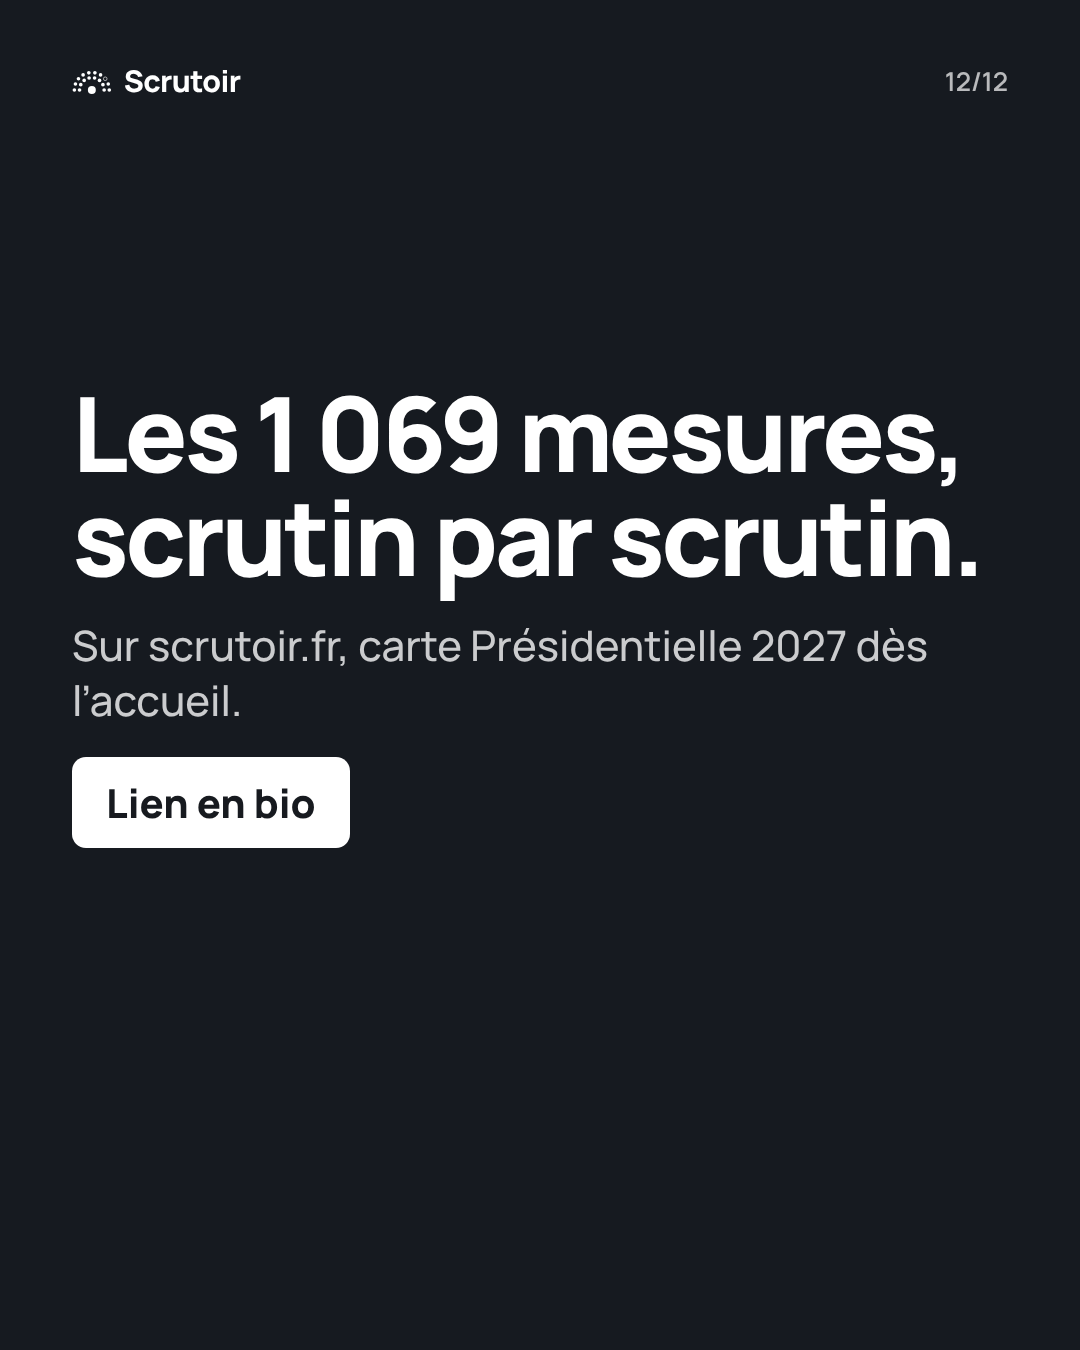 Scrutoir
12/12
Les 1 069 mesures,
scrutin par scrutin.
Sur scrutoir.fr, carte Présidentielle 2027 dès
l’accueil.
Lien en bio